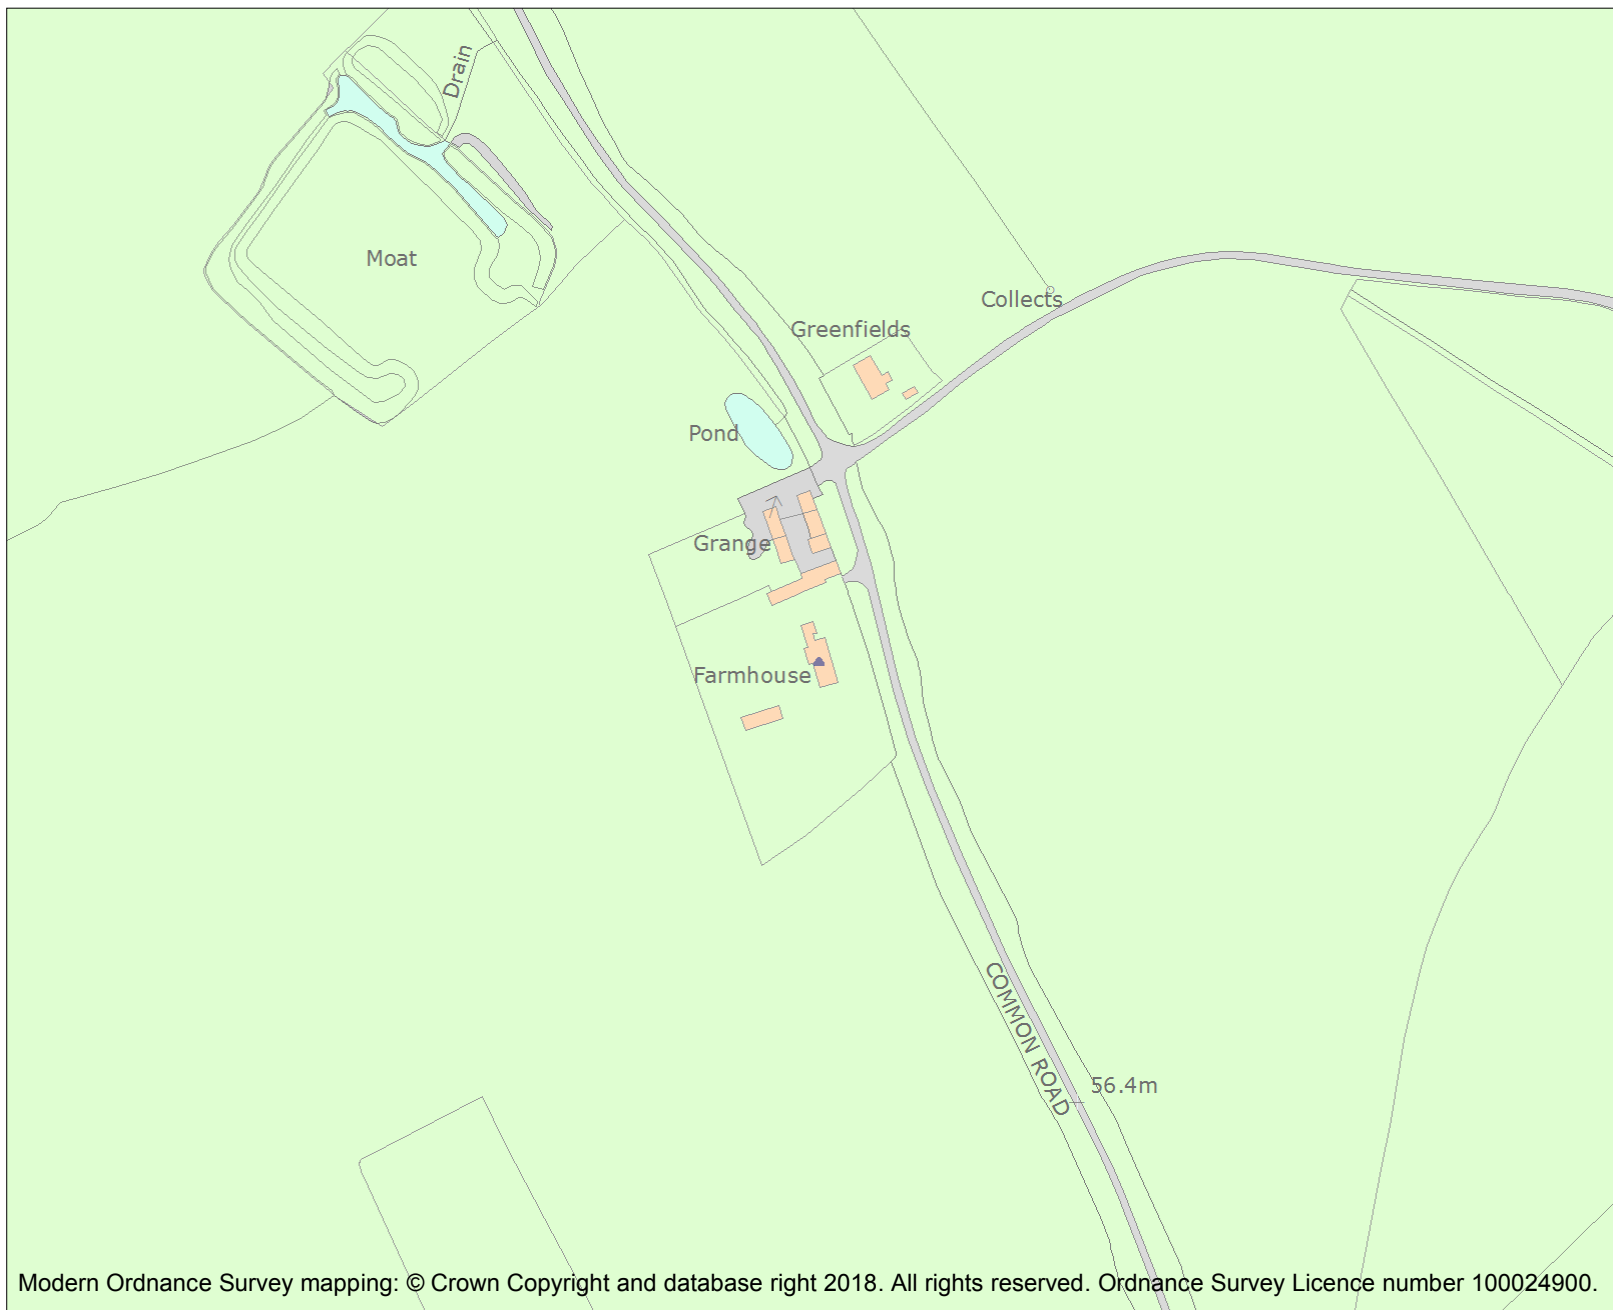 Drain
Moat
Collects
Greenfields
Pond
Grange
Farmhouse
COMMON ROAD
56.4m
Modern Ordnance Survey mapping: © Crown Copyright and database right 2018. All rights reserved. Ordnance Survey Licence number 100024900.